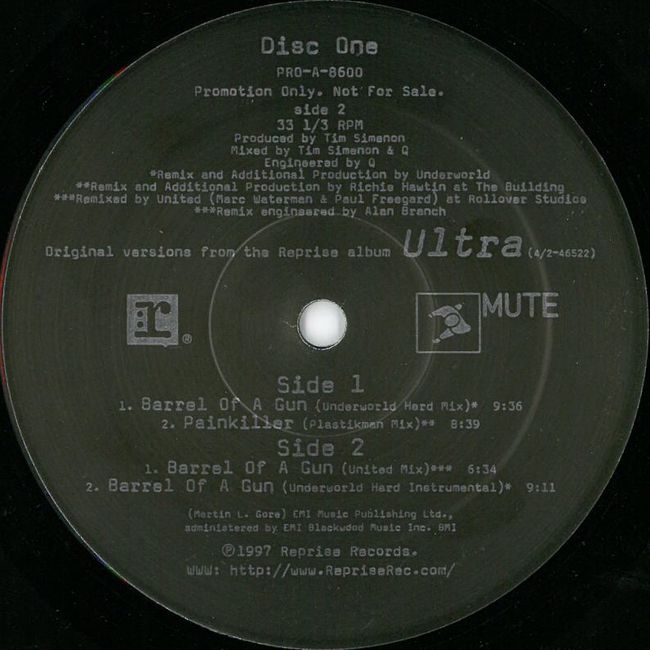 Disc One
PRO-A-8600
Promotion Only. Not For Sale.
side 2
33 1/3 RPM
Produced by Tim Simenon
Mixed by Tim Simenon & Q
Engineered by Q
*Remix and Additional Production by Underworld
**Remix and Additional Production by Richie Hawtin at The Building
***Remixed by United (Marc Waterman & Paul Freegard) at Rollover Studios
***Remix engineered by Alan Branch
Original versions from the Reprise album Ultra (4/2-46522)
r ® MUTE
Side 1
1. Barrel Of A Gun (Underworld Hard Mix)* 9:36
2. Painkiller (Plastikman Mix)** 8:39
Side 2
1. Barrel Of A Gun (United Mix)*** 6:34
2. Barrel Of A Gun (Underworld Hard Instrumental)* 9:11
(Martin L. Gore) EMI Music Publishing Ltd.,
administered by EMI Blackwood Music Inc. BMI
℗1997 Reprise Records.
WWW: http://www.RepriseRec.com/